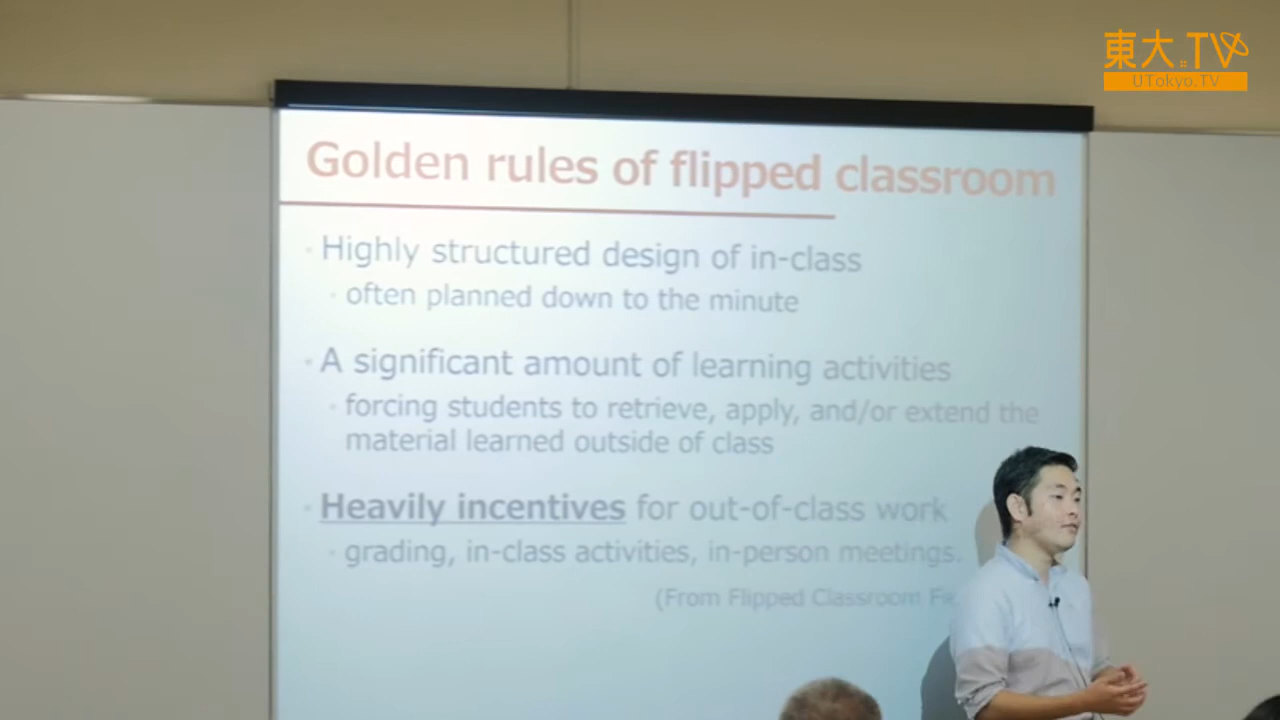 東大.TV
UTokyo.TV
Golden rules of flipped classroom
Highly structured design of in-class
often planned down to the minute
A significant amount of learning activities
forcing students to retrieve, apply, and/or extend the
material learned outside of class
Heavily incentives for out-of-class work
grading, in-class activities, in-person meetings.
(From Flipped Classroom